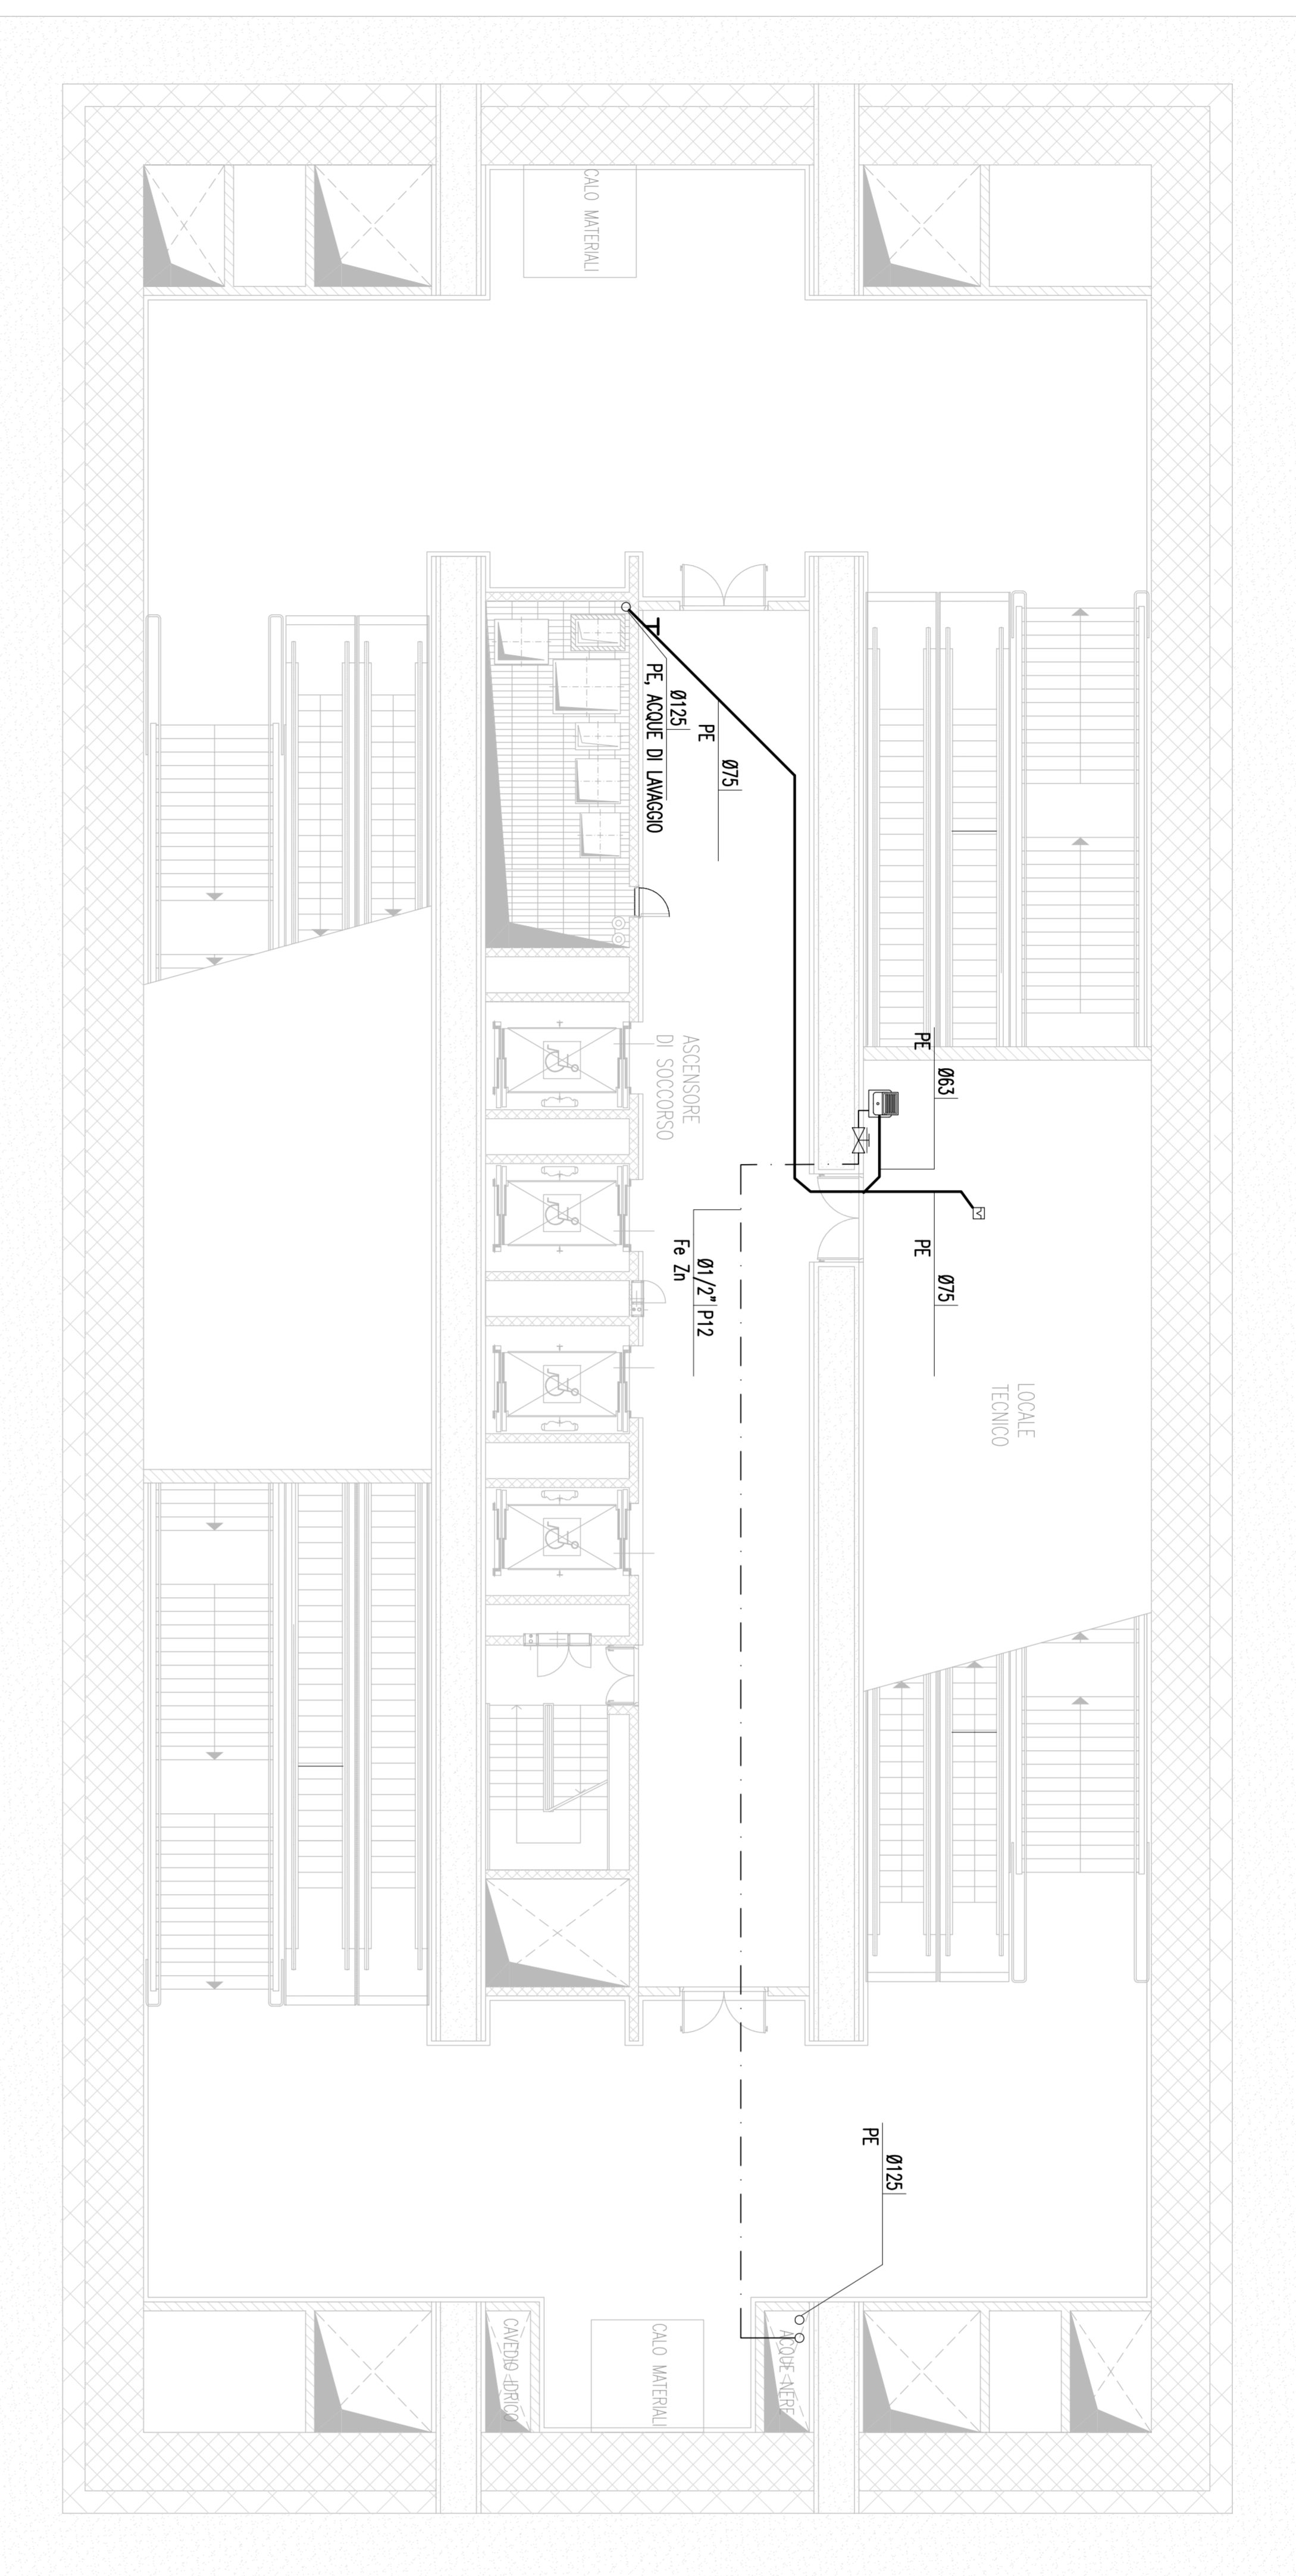 CALO MATERIALI
Ø125
PE, ACQUE DI LAVAGGIO
Ø75
PE
Ø63
PE
ASCENSORE
DI SOCCORSO
Ø75
PE
Ø1/2" P12
Fe Zn
LOCALE
TECNICO
Ø125
PE
CAVEDIO IDRICO
CALO MATERIALI
ACQUE NERE